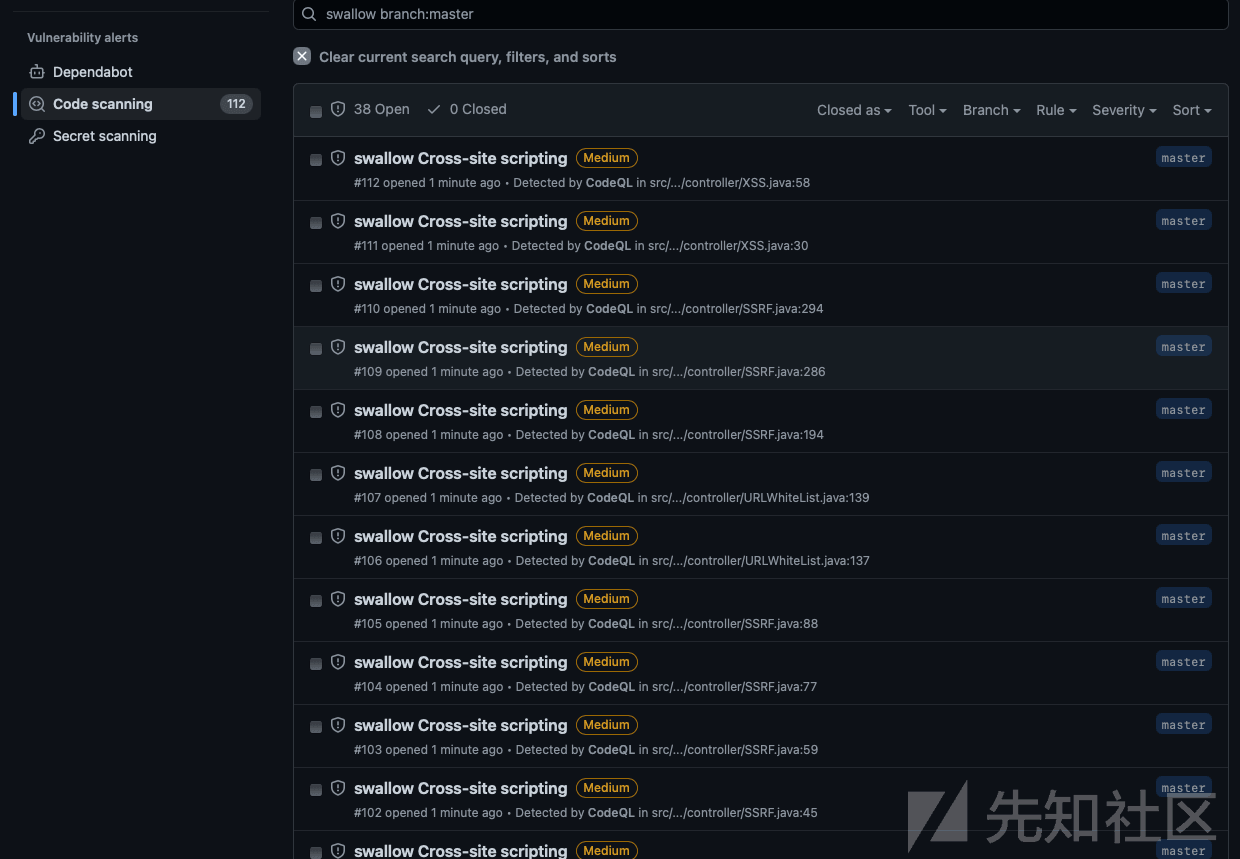 swallow branch:master
Vulnerability alerts
Clear current search query, filters, and sorts
Dependabot
Code scanning 112
Secret scanning
38 Open 0 Closed Closed as Tool Branch Rule Severity Sort
swallow Cross-site scripting Medium master
#112 opened 1 minute ago • Detected by CodeQL in src/.../controller/XSS.java:58
swallow Cross-site scripting Medium master
#111 opened 1 minute ago • Detected by CodeQL in src/.../controller/XSS.java:30
swallow Cross-site scripting Medium master
#110 opened 1 minute ago • Detected by CodeQL in src/.../controller/SSRF.java:294
swallow Cross-site scripting Medium master
#109 opened 1 minute ago • Detected by CodeQL in src/.../controller/SSRF.java:286
swallow Cross-site scripting Medium master
#108 opened 1 minute ago • Detected by CodeQL in src/.../controller/SSRF.java:194
swallow Cross-site scripting Medium master
#107 opened 1 minute ago • Detected by CodeQL in src/.../controller/URLWhiteList.java:139
swallow Cross-site scripting Medium master
#106 opened 1 minute ago • Detected by CodeQL in src/.../controller/URLWhiteList.java:137
swallow Cross-site scripting Medium master
#105 opened 1 minute ago • Detected by CodeQL in src/.../controller/SSRF.java:88
swallow Cross-site scripting Medium master
#104 opened 1 minute ago • Detected by CodeQL in src/.../controller/SSRF.java:77
swallow Cross-site scripting Medium master
#103 opened 1 minute ago • Detected by CodeQL in src/.../controller/SSRF.java:59
swallow Cross-site scripting Medium master
#102 opened 1 minute ago • Detected by CodeQL in src/.../controller/SSRF.java:45
先知社区
swallow Cross-site scripting Medium master